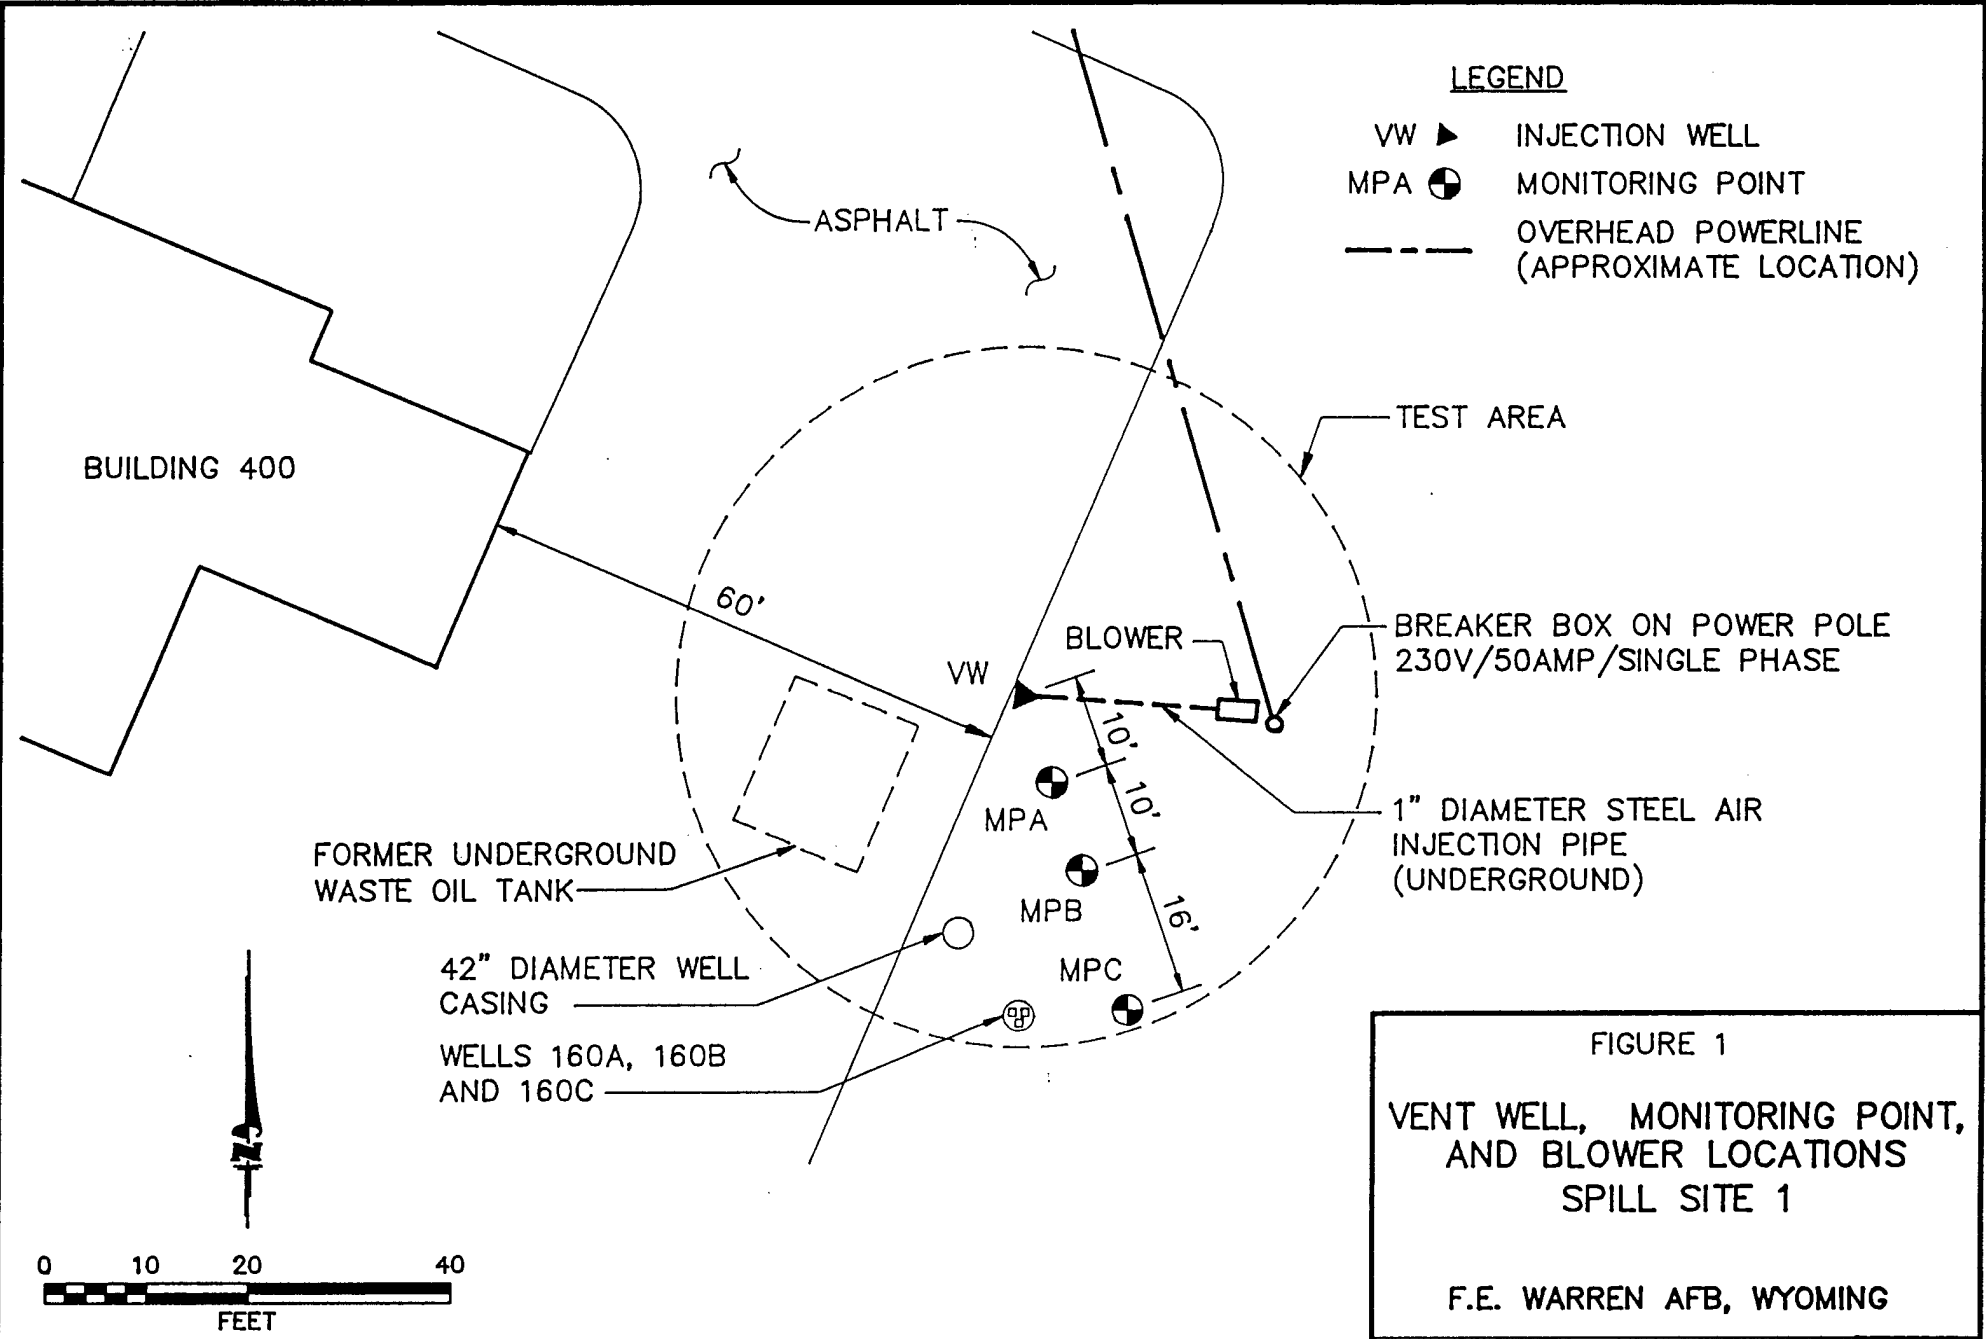 LEGEND
VW INJECTION WELL
MPA MONITORING POINT
OVERHEAD POWERLINE
(APPROXIMATE LOCATION)
ASPHALT
TEST AREA
BUILDING 400
60'
BREAKER BOX ON POWER POLE
230V/50AMP/SINGLE PHASE
BLOWER
VW
10'
10'
16'
MPA
MPB
MPC
1" DIAMETER STEEL AIR
INJECTION PIPE
(UNDERGROUND)
FORMER UNDERGROUND
WASTE OIL TANK
42" DIAMETER WELL
CASING
WELLS 160A, 160B
AND 160C
N
0 10 20 40
FEET
FIGURE 1
VENT WELL, MONITORING POINT,
AND BLOWER LOCATIONS
SPILL SITE 1
F.E. WARREN AFB, WYOMING